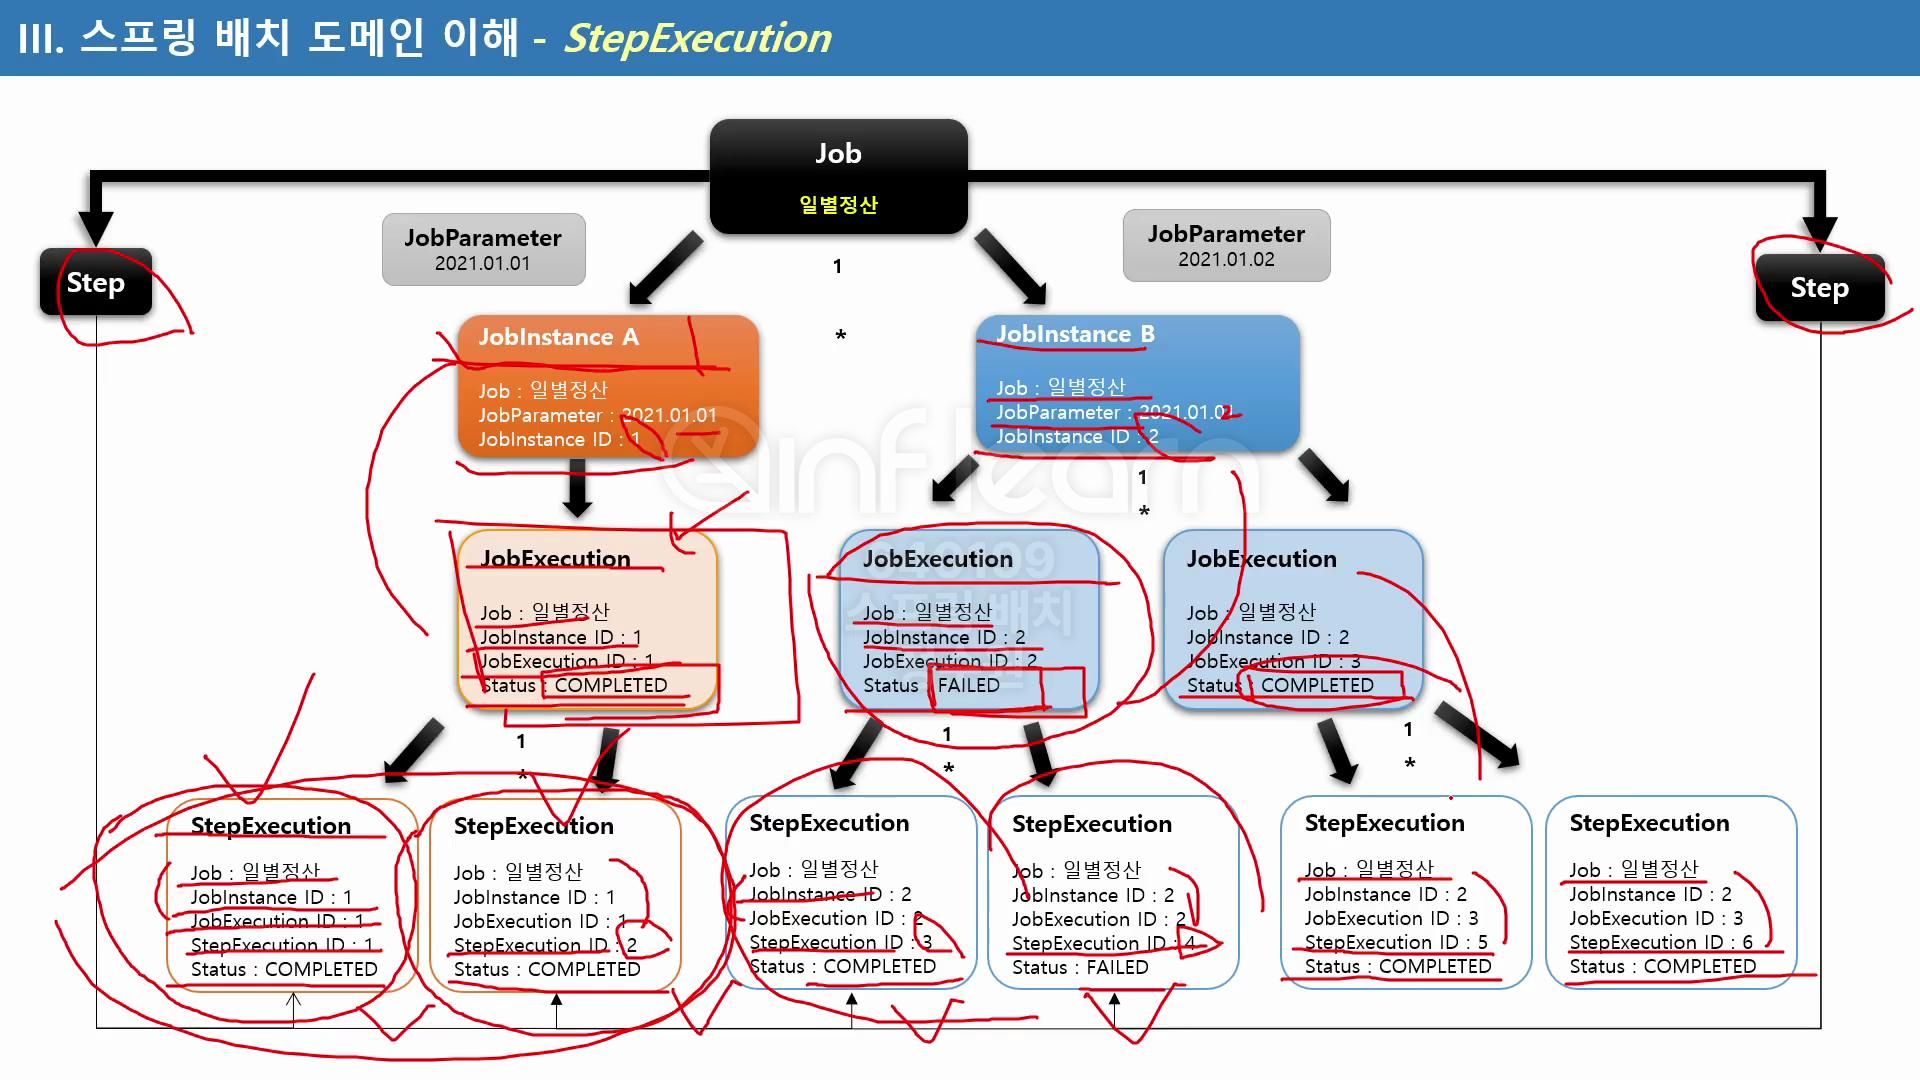 III. 스프링 배치 도메인 이해 - StepExecution
Job
일별정산
JobParameter
2021.01.01
JobParameter
2021.01.02
Step
Step
1
*
JobInstance A
Job : 일별정산
JobParameter : 2021.01.01
JobInstance ID : 1
JobInstance B
Job : 일별정산
JobParameter : 2021.01.01
JobInstance ID : 2
inflearn
1
*
JobExecution
Job : 일별정산
JobInstance ID : 1
JobExecution ID : 1
Status : COMPLETED
JobExecution
Job : 일별정산
JobInstance ID : 2
JobExecution ID : 2
Status : FAILED
JobExecution
Job : 일별정산
JobInstance ID : 2
JobExecution ID : 3
Status : COMPLETED
1
*
1
*
1
*
StepExecution
Job : 일별정산
JobInstance ID : 1
JobExecution ID : 1
StepExecution ID : 1
Status : COMPLETED
StepExecution
Job : 일별정산
JobInstance ID : 1
JobExecution ID : 1
StepExecution ID : 2
Status : COMPLETED
StepExecution
Job : 일별정산
JobInstance ID : 2
JobExecution ID : 2
StepExecution ID : 3
Status : COMPLETED
StepExecution
Job : 일별정산
JobInstance ID : 2
JobExecution ID : 2
StepExecution ID : 4
Status : FAILED
StepExecution
Job : 일별정산
JobInstance ID : 2
JobExecution ID : 3
StepExecution ID : 5
Status : COMPLETED
StepExecution
Job : 일별정산
JobInstance ID : 2
JobExecution ID : 3
StepExecution ID : 6
Status : COMPLETED